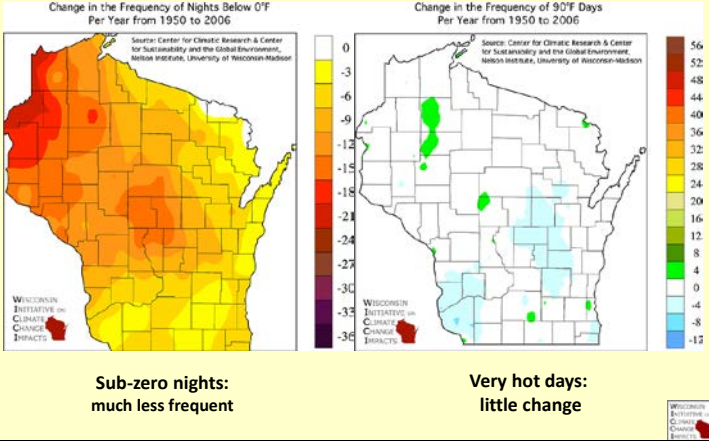 Change in the Frequency of Nights Below 0°F
Per Year from 1950 to 2006
Source: Center for Climatic Research & Center
for Sustainability and the Global Environment,
Nelson Institute, University of Wisconsin-Madison
0
-3
-6
-9
-12
-15
-18
-21
-24
-27
-30
-33
-36
WISCONSIN
INITIATIVE ON
CLIMATE
CHANGE
IMPACTS
Change in the Frequency of 90°F Days
Per Year from 1950 to 2006
Source: Center for Climatic Research & Center
for Sustainability and the Global Environment,
Nelson Institute, University of Wisconsin-Madison
56
52
48
44
40
36
32
28
24
20
16
12
8
4
0
-4
-8
-12
WISCONSIN
INITIATIVE ON
CLIMATE
CHANGE
IMPACTS
Sub-zero nights:
much less frequent
Very hot days:
little change
WISCONSIN
INITIATIVE
CLIMATE
CHANGE
IMPACTS